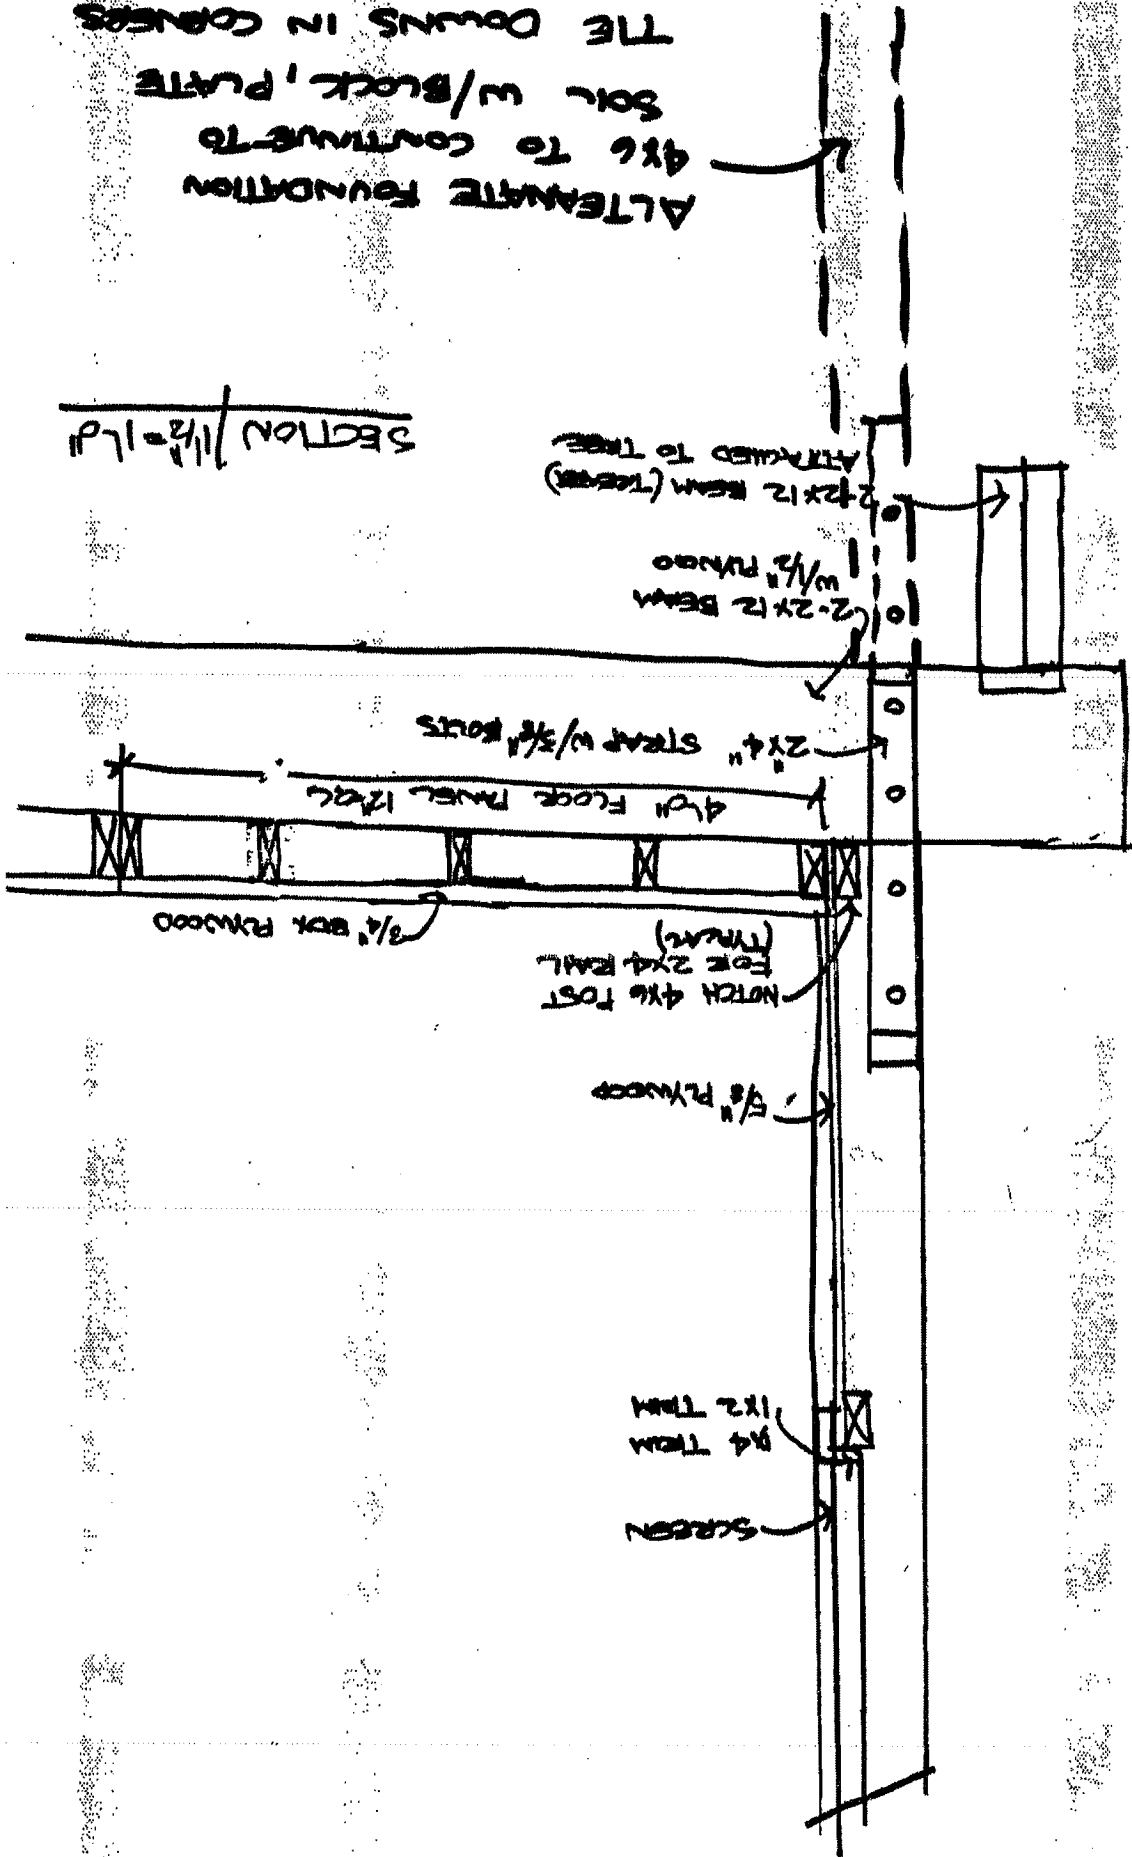 SCREEN
1X4 TRIM
1X2 TRIM
5/8" PLYWOOD
NOTCH 4X6 POST
FOR 2X4 RAIL
(TYPICAL)
3/4" PLYWOOD
4'0" FLOOR PANEL 12"OC
2"X4" STRAP W/3/8" BOLTS
2-2X12 BEAM
W/1/2" PLYWOOD
2-2X12 BEAM
ATTACHED TO TREE
SECTION / 1 1/2"=1'0"
ALTERNATE FOUNDATION
4X6 TO CONTINUE TO
SOIL W/BLOCK, PLATE
TIE DOWNS IN CORNERS